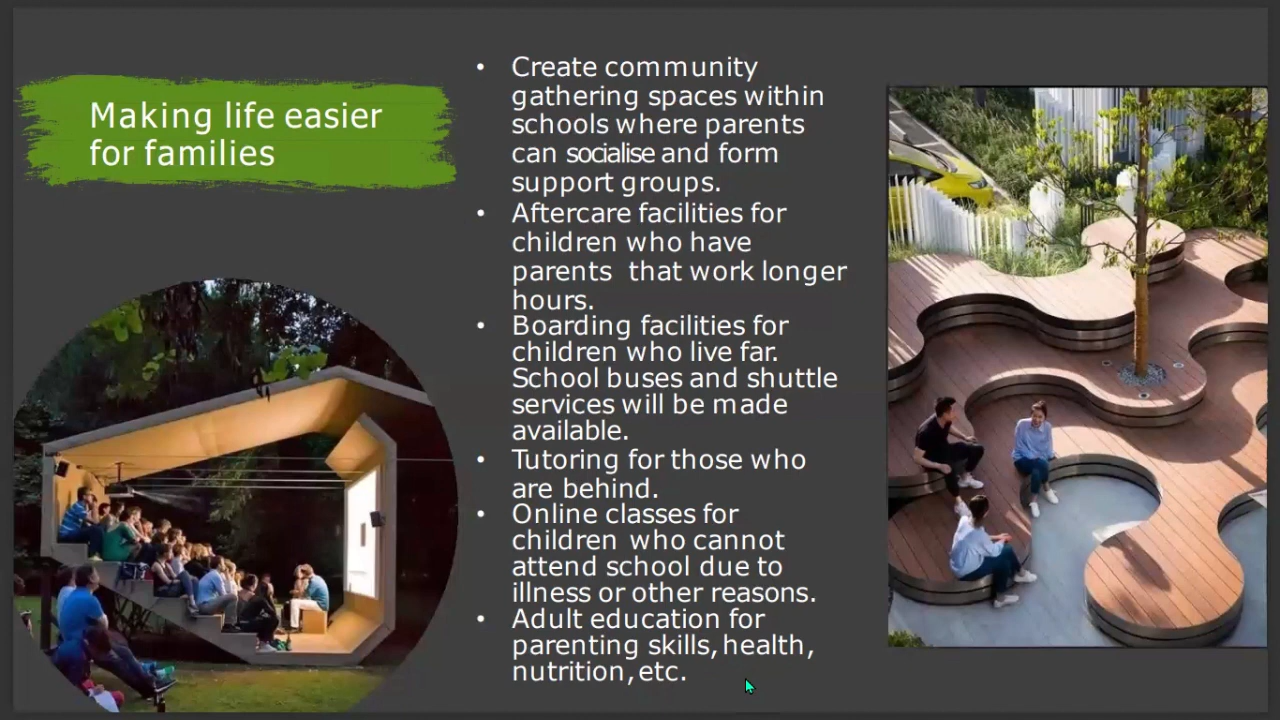 Making life easier
for families
• Create community
gathering spaces within
schools where parents
can socialise and form
support groups.
• Aftercare facilities for
children who have
parents  that work longer
hours.
• Boarding facilities for
children who live far.
School buses and shuttle
services will be made
available.
• Tutoring for those who
are behind.
• Online classes for
children who cannot
attend school due to
illness or other reasons.
• Adult education for
parenting skills, health,
nutrition, etc.